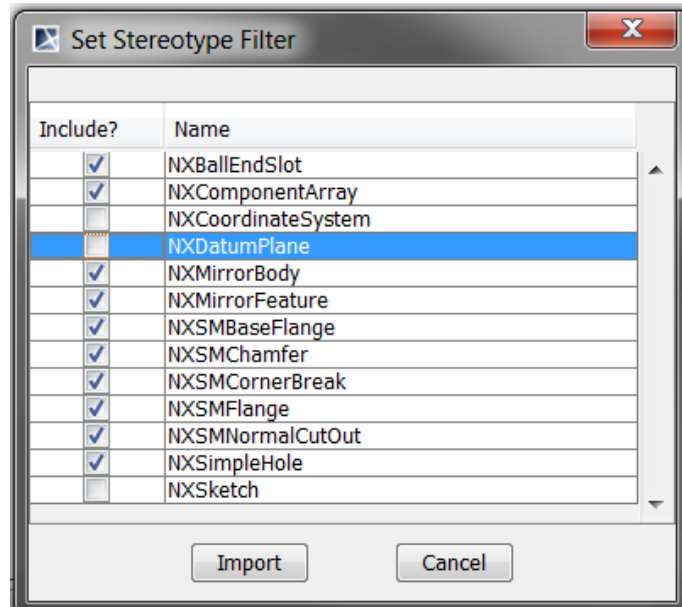 Set Stereotype Filter
Include? Name
NXBallEndSlot
NXComponentArray
NXCoordinateSystem
NXDatumPlane
NXMirrorBody
NXMirrorFeature
NXSMBaseFlange
NXSMChamfer
NXSMCornerBreak
NXSMFlange
NXSMNormalCutOut
NXSimpleHole
NXSketch
Import Cancel